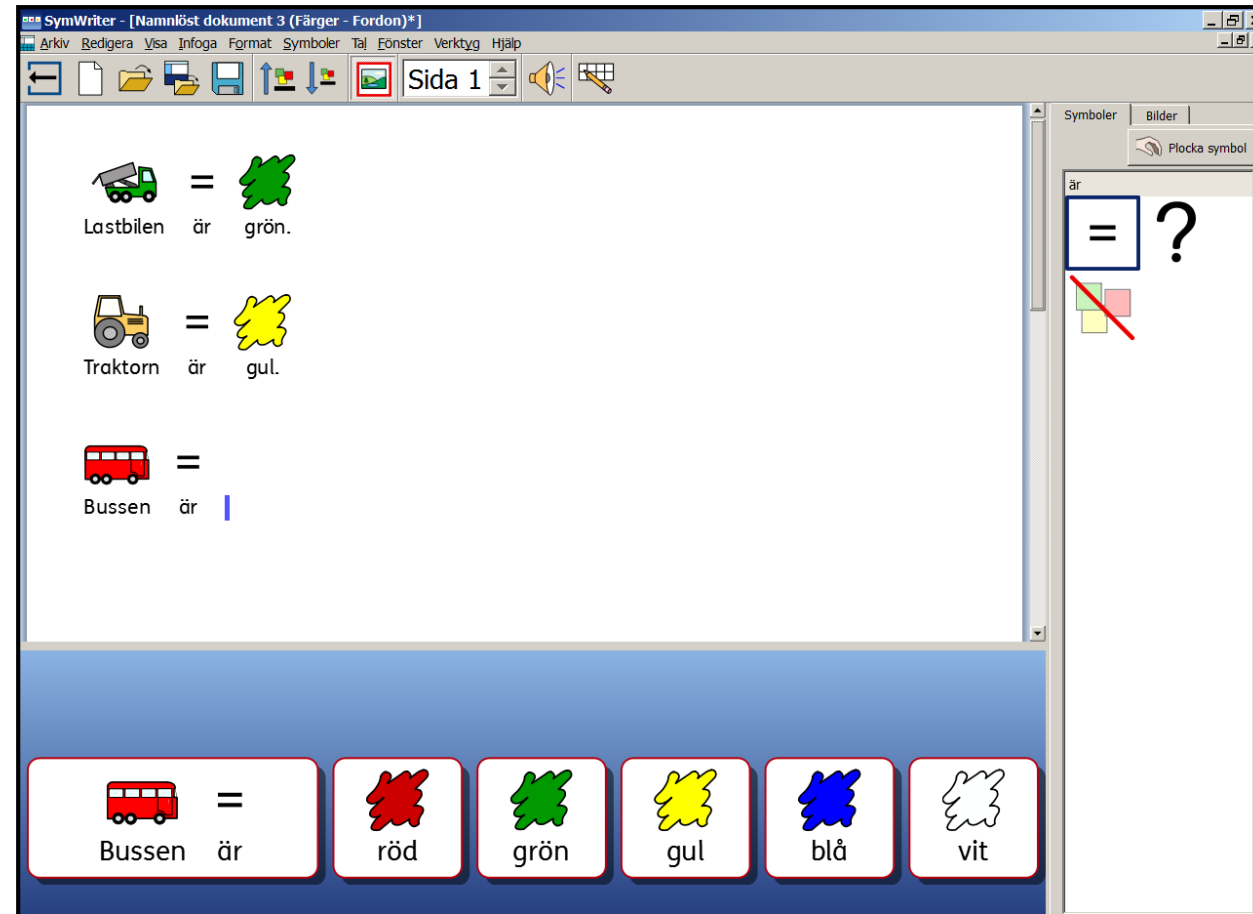 SymWriter - [Namnlöst dokument 3 (Färger - Fordon)*]
Arkiv Redigera Visa Infoga Format Symboler Tal Fönster Verktyg Hjälp
Sida 1
Symboler Bilder
Plocka symbol
är
= ?
=
Lastbilen är grön.
=
Traktorn är gul.
=
Bussen är
=
Bussen är röd grön gul blå vit